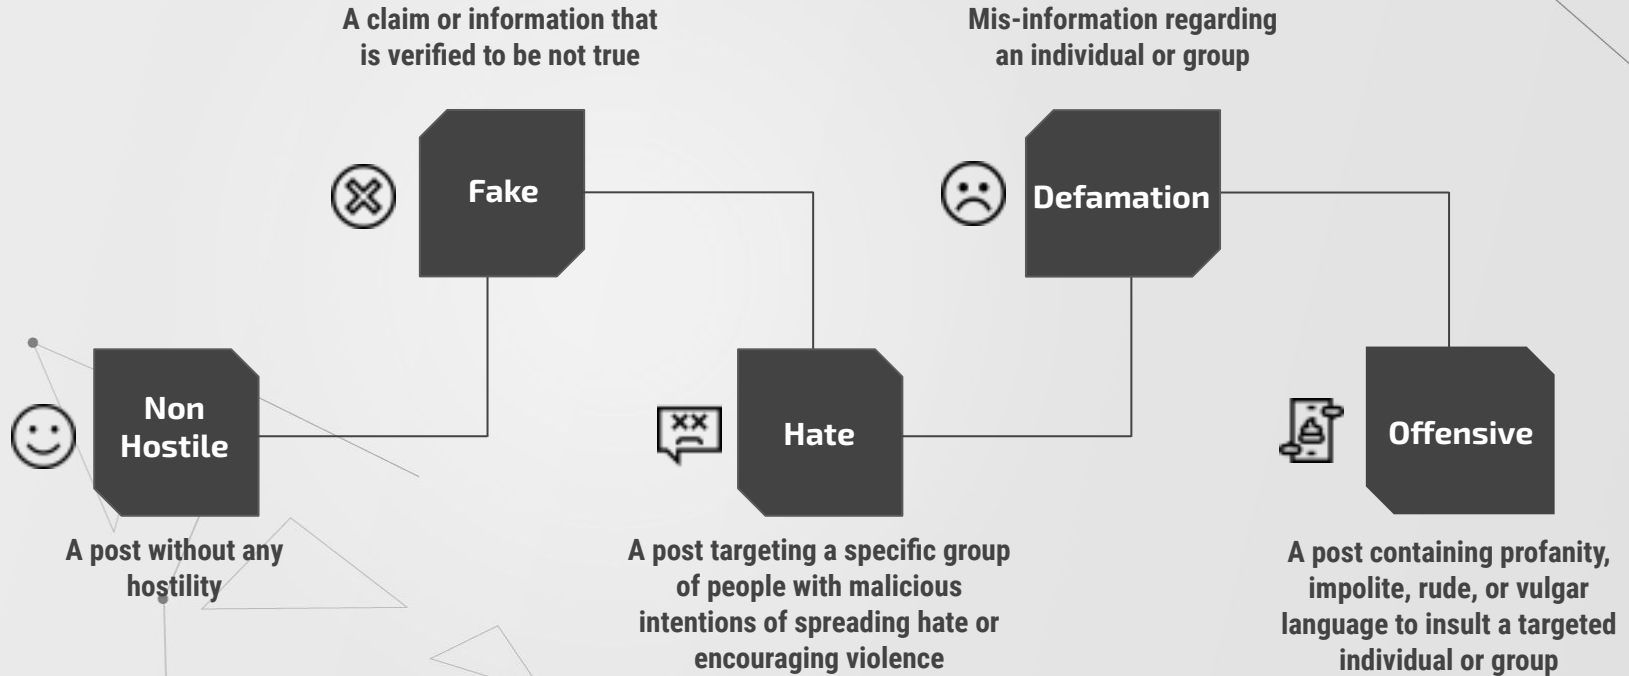 A claim or information that
is verified to be not true
Mis-information regarding
an individual or group
Fake
Defamation
Non
Hostile
Hate
Offensive
A post without any
hostility
A post targeting a specific group
of people with malicious
intentions of spreading hate or
encouraging violence
A post containing profanity,
impolite, rude, or vulgar
language to insult a targeted
individual or group